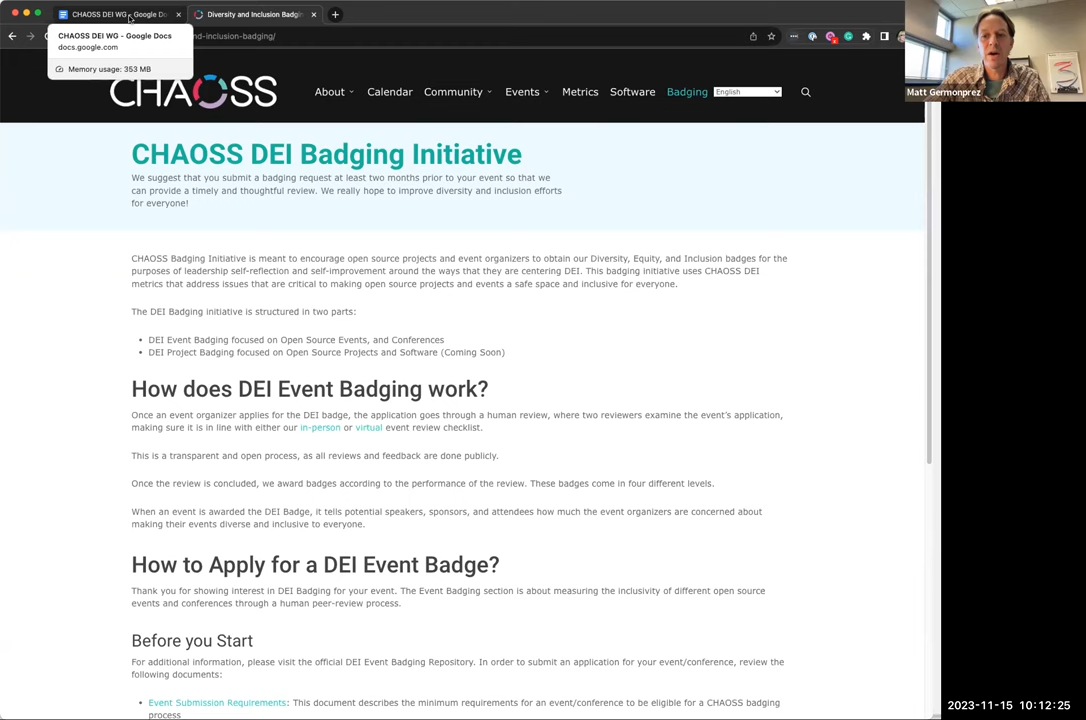 CHAOSS DEI WG - Google Do
Diversity and Inclusion Badgin
nd-inclusion-badging/
CHAOSS DEI WG - Google Docs
docs.google.com
Memory usage: 353 MB
CHAOSS
About
Calendar
Community
Events
Metrics
Software
Badging
English
Matt Germonprez
CHAOSS DEI Badging Initiative
We suggest that you submit a badging request at least two months prior to your event so that we
can provide a timely and thoughtful review. We really hope to improve diversity and inclusion efforts
for everyone!
CHAOSS Badging Initiative is meant to encourage open source projects and event organizers to obtain our Diversity, Equity, and Inclusion badges for the
purposes of leadership self-reflection and self-improvement around the ways that they are centering DEI. This badging initiative uses CHAOSS DEI
metrics that address issues that are critical to making open source projects and events a safe space and inclusive for everyone.
The DEI Badging initiative is structured in two parts:
• DEI Event Badging focused on Open Source Events, and Conferences
• DEI Project Badging focused on Open Source Projects and Software (Coming Soon)
How does DEI Event Badging work?
Once an event organizer applies for the DEI badge, the application goes through a human review, where two reviewers examine the event's application,
making sure it is in line with either our in-person or virtual event review checklist.
This is a transparent and open process, as all reviews and feedback are done publicly.
Once the review is concluded, we award badges according to the performance of the review. These badges come in four different levels.
When an event is awarded the DEI Badge, it tells potential speakers, sponsors, and attendees how much the event organizers are concerned about
making their events diverse and inclusive to everyone.
How to Apply for a DEI Event Badge?
Thank you for showing interest in DEI Badging for your event. The Event Badging section is about measuring the inclusivity of different open source
events and conferences through a human peer-review process.
Before you Start
For additional information, please visit the official DEI Event Badging Repository. In order to submit an application for your event/conference, review the
following documents:
• Event Submission Requirements: This document describes the minimum requirements for an event/conference to be eligible for a CHAOSS badging
process
2023-11-15 10:12:25